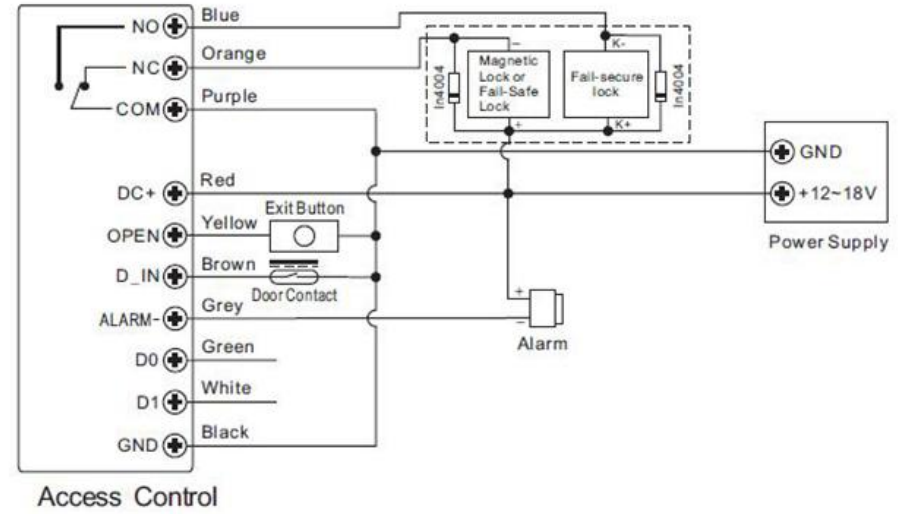 NO
Blue
NC
Orange
COM
Purple
DC+
Red
OPEN
Yellow
Exit Button
D_IN
Brown
Door Contact
ALARM-
Grey
D0
Green
D1
White
GND
Black
Access Control
In4004
−
Magnetic
Lock or
Fail-Safe
Lock
+
K-
Fail-secure
lock
K+
In4004
GND
+12~18V
Power Supply
+
−
Alarm